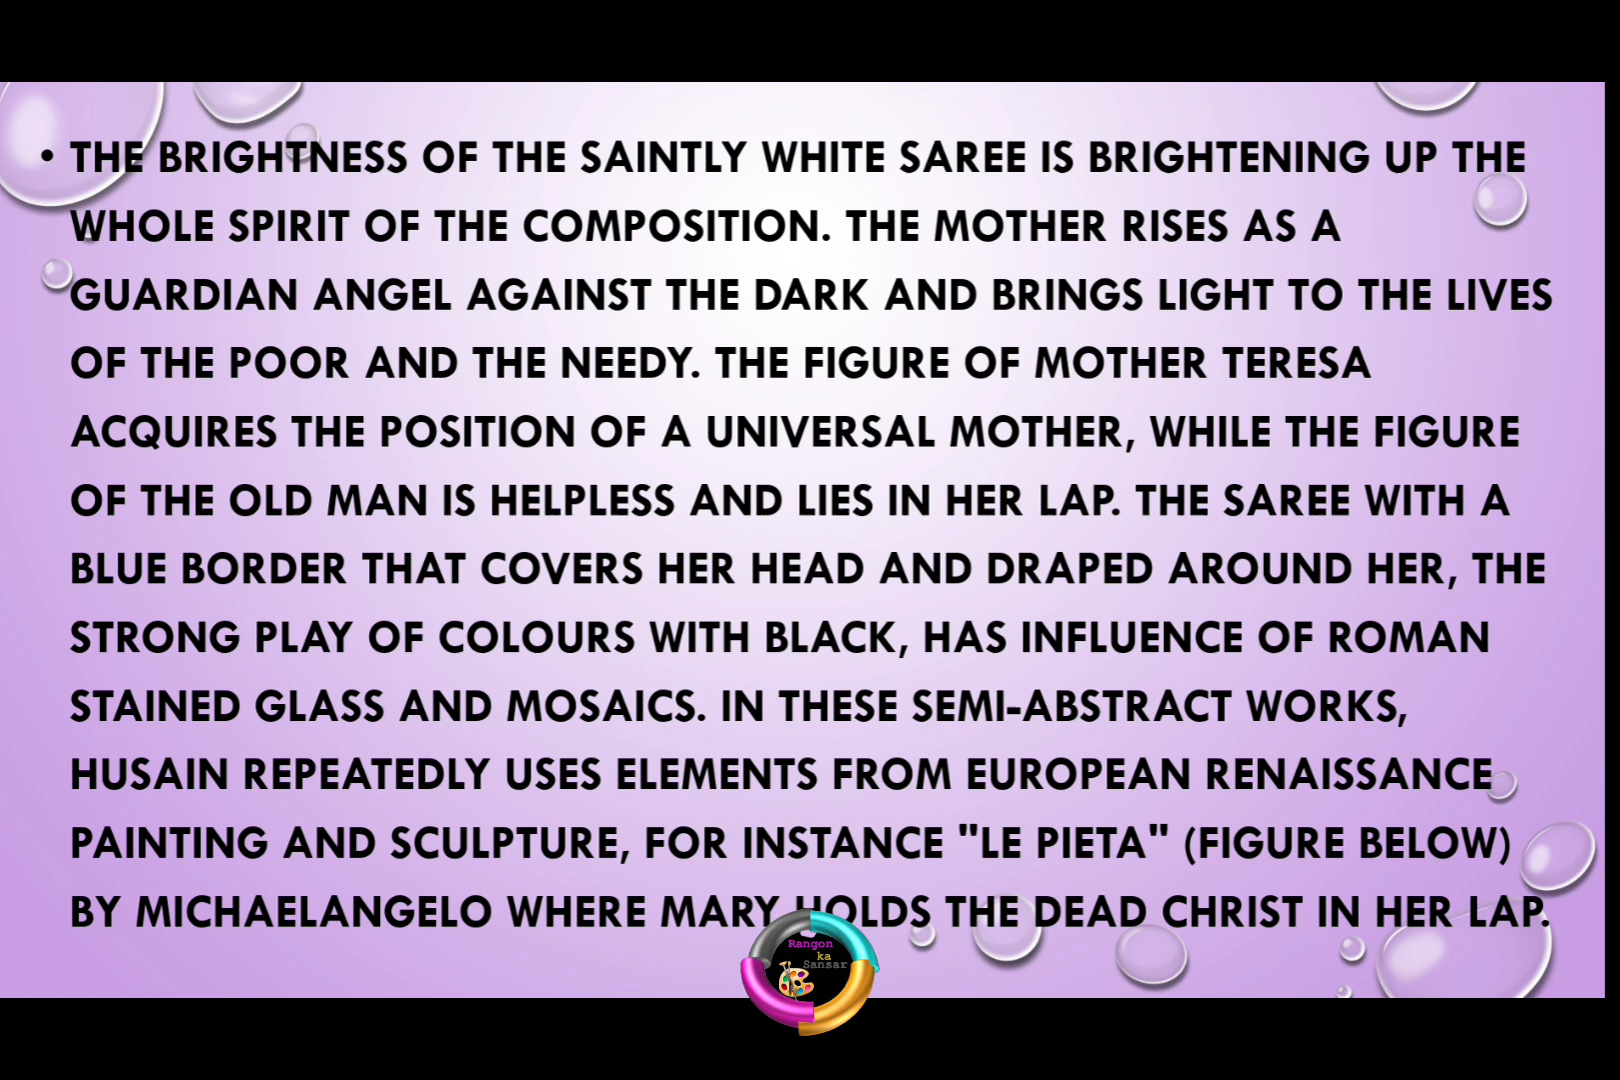 • THE BRIGHTNESS OF THE SAINTLY WHITE SAREE IS BRIGHTENING UP THE
WHOLE SPIRIT OF THE COMPOSITION. THE MOTHER RISES AS A
GUARDIAN ANGEL AGAINST THE DARK AND BRINGS LIGHT TO THE LIVES
OF THE POOR AND THE NEEDY. THE FIGURE OF MOTHER TERESA
ACQUIRES THE POSITION OF A UNIVERSAL MOTHER, WHILE THE FIGURE
OF THE OLD MAN IS HELPLESS AND LIES IN HER LAP. THE SAREE WITH A
BLUE BORDER THAT COVERS HER HEAD AND DRAPED AROUND HER, THE
STRONG PLAY OF COLOURS WITH BLACK, HAS INFLUENCE OF ROMAN
STAINED GLASS AND MOSAICS. IN THESE SEMI-ABSTRACT WORKS,
HUSAIN REPEATEDLY USES ELEMENTS FROM EUROPEAN RENAISSANCE
PAINTING AND SCULPTURE, FOR INSTANCE "LE PIETA" (FIGURE BELOW)
BY MICHAELANGELO WHERE MARY HOLDS THE DEAD CHRIST IN HER LAP.
Rangon
ka
Sansar